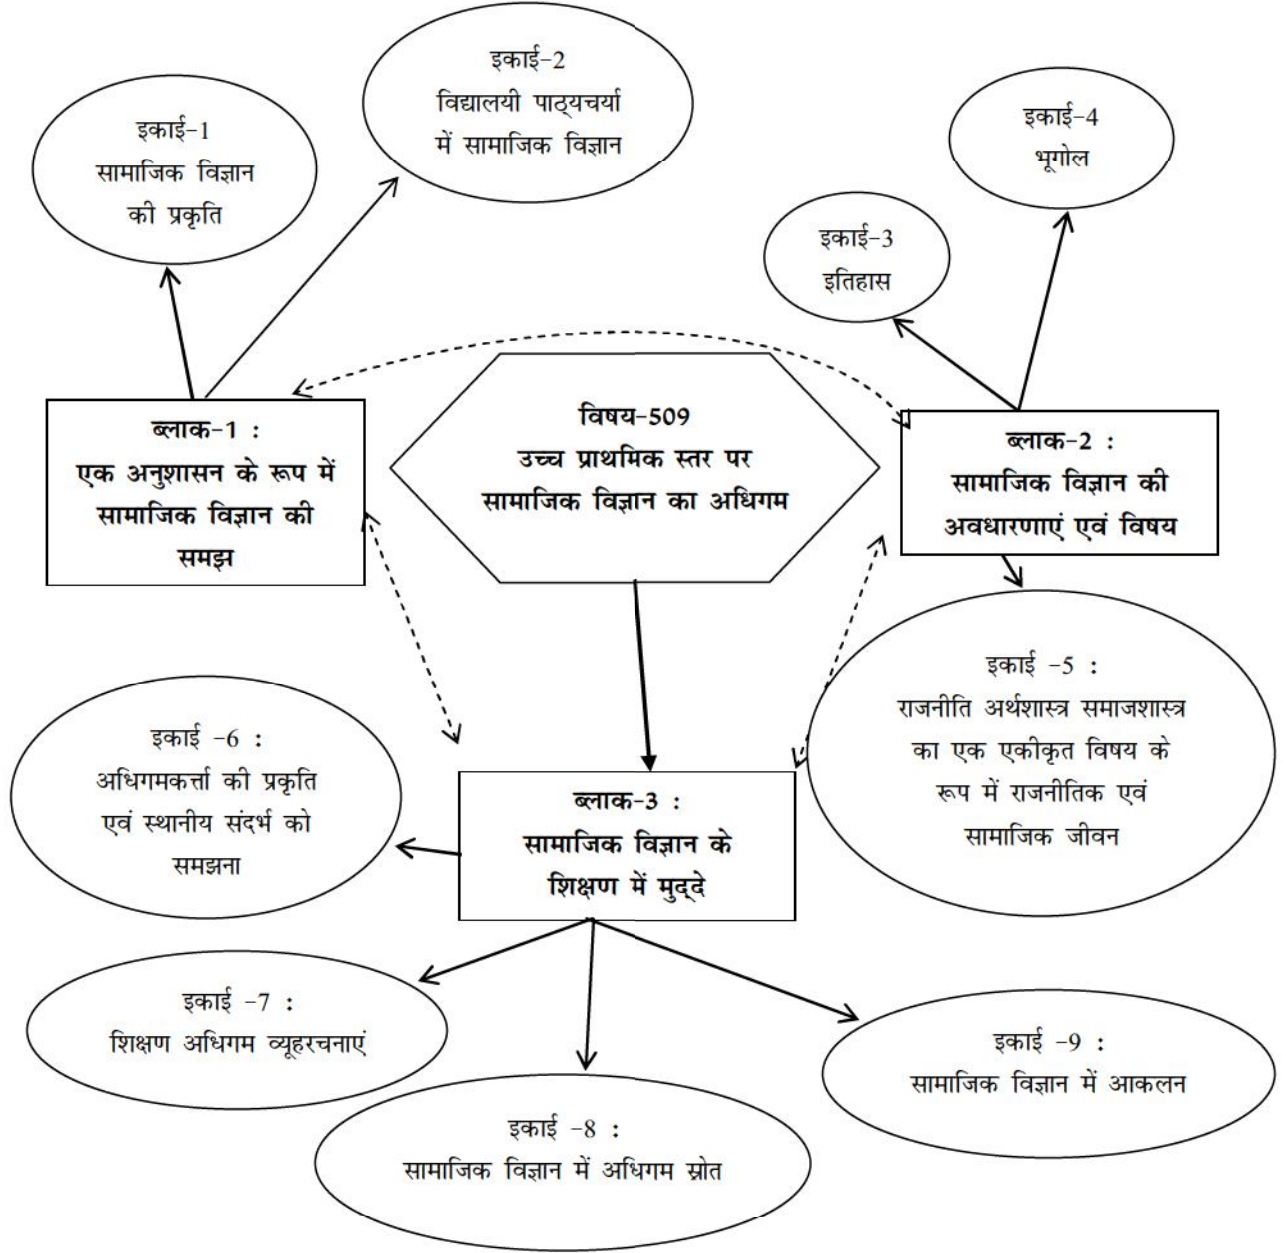 इकाई-1
सामाजिक विज्ञान
की प्रकृति
इकाई-2
विद्यालयी पाठ्यचर्या
में सामाजिक विज्ञान
इकाई-4
भूगोल
इकाई-3
इतिहास
विषय-509
उच्च प्राथमिक स्तर पर
सामाजिक विज्ञान का अधिगम
ब्लाक-1 :
एक अनुशासन के रूप में
सामाजिक विज्ञान की
समझ
ब्लाक-2 :
सामाजिक विज्ञान की
अवधारणाएं एवं विषय
इकाई -5 :
राजनीति अर्थशास्त्र समाजशास्त्र
का एक एकीकृत विषय के
रूप में राजनीतिक एवं
सामाजिक जीवन
इकाई -6 :
अधिगमकर्त्ता की प्रकृति
एवं स्थानीय संदर्भ को
समझना
ब्लाक-3 :
सामाजिक विज्ञान के
शिक्षण में मुद्दे
इकाई -7 :
शिक्षण अधिगम व्यूहरचनाएं
इकाई -8 :
सामाजिक विज्ञान में अधिगम स्रोत
इकाई -9 :
सामाजिक विज्ञान में आकलन